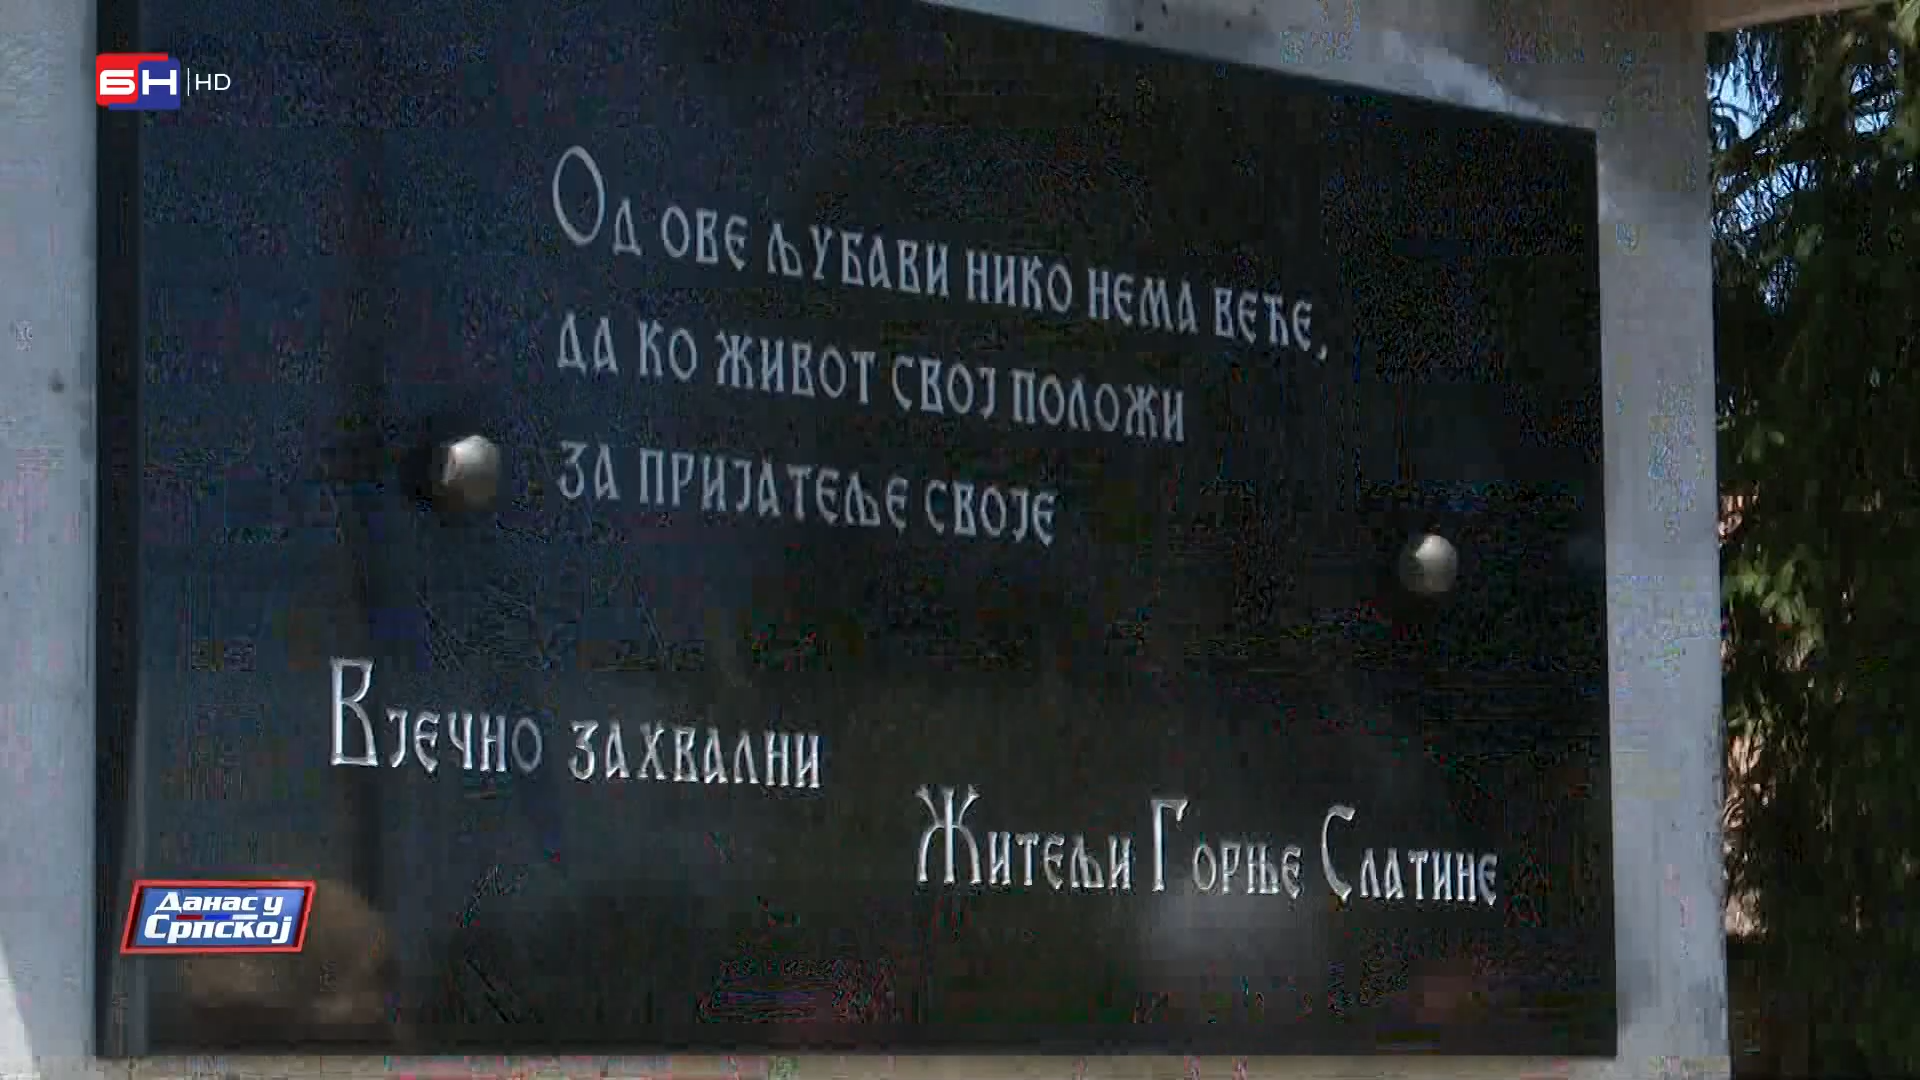 БН HD
Од ове љубави нико нема веће,
да ко живот свој положи
за пријатеље своје
Вјечно захвални
Житељи Горње Слатине
Данас у
Српској